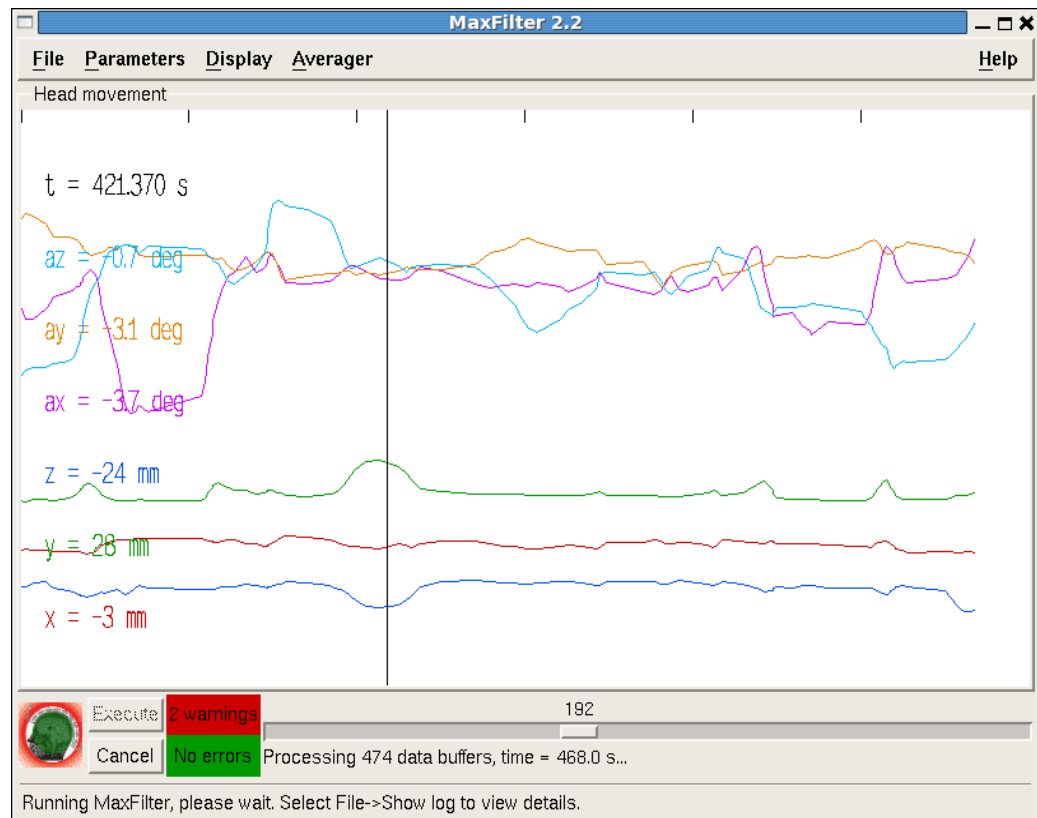 MaxFilter 2.2
File Parameters Display Averager Help
Head movement
t = 421.370 s
az = -0.7 deg
ay = -3.1 deg
ax = -3.7 deg
z = -24 mm
y = 28 mm
x = -3 mm
Execute 2 warnings 192
Cancel No errors Processing 474 data buffers, time = 468.0 s...
Running MaxFilter, please wait. Select File->Show log to view details.